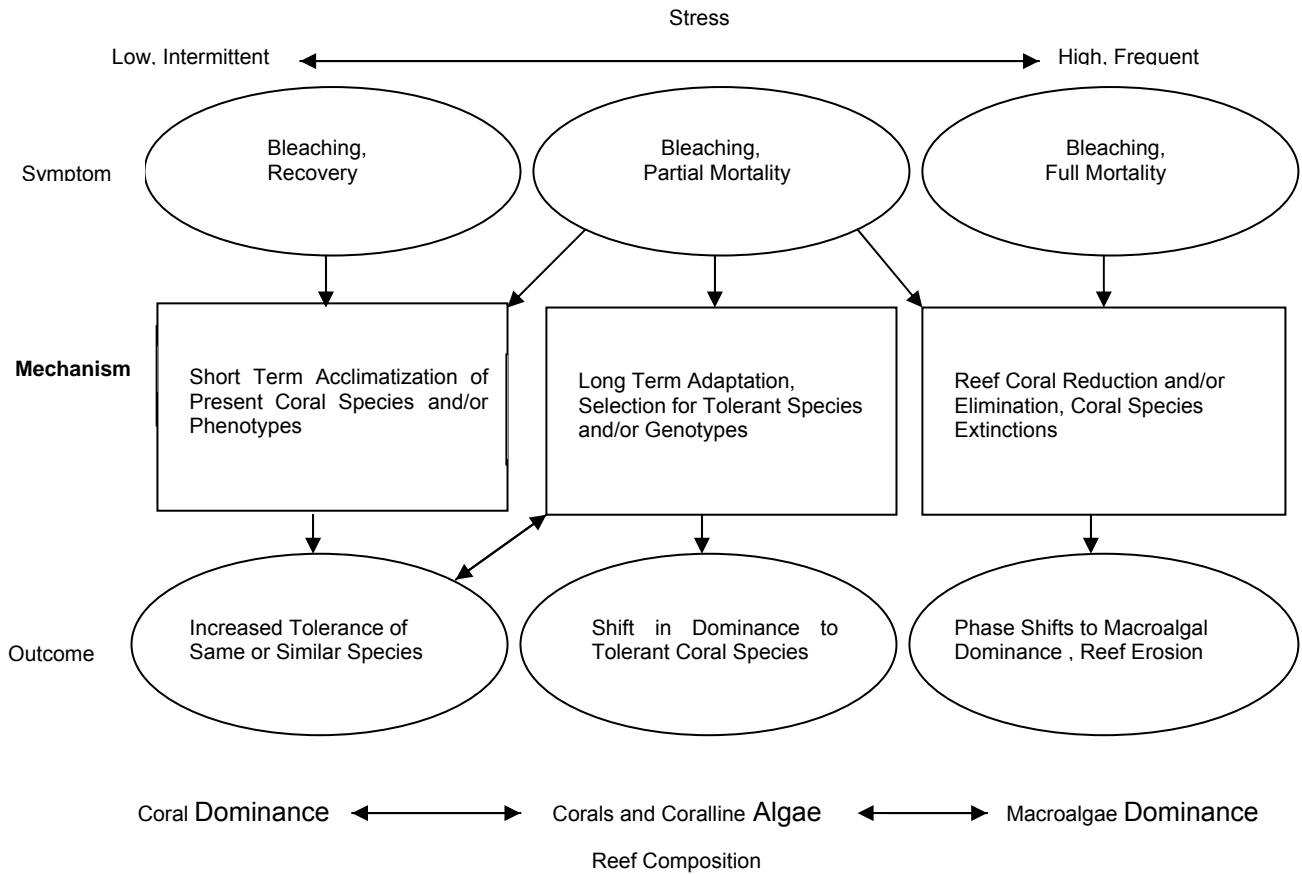 Stress
Low, Intermittent
High, Frequent
Symptom
Bleaching,
Recovery
Bleaching,
Partial Mortality
Bleaching,
Full Mortality
Mechanism
Short Term Acclimatization of
Present Coral Species and/or
Phenotypes
Long Term Adaptation,
Selection for Tolerant Species
and/or Genotypes
Reef Coral Reduction and/or
Elimination, Coral Species
Extinctions
Outcome
Increased Tolerance of
Same or Similar Species
Shift in Dominance to
Tolerant Coral Species
Phase Shifts to Macroalgal
Dominance , Reef Erosion
Coral Dominance
Corals and Coralline Algae
Macroalgae Dominance
Reef Composition